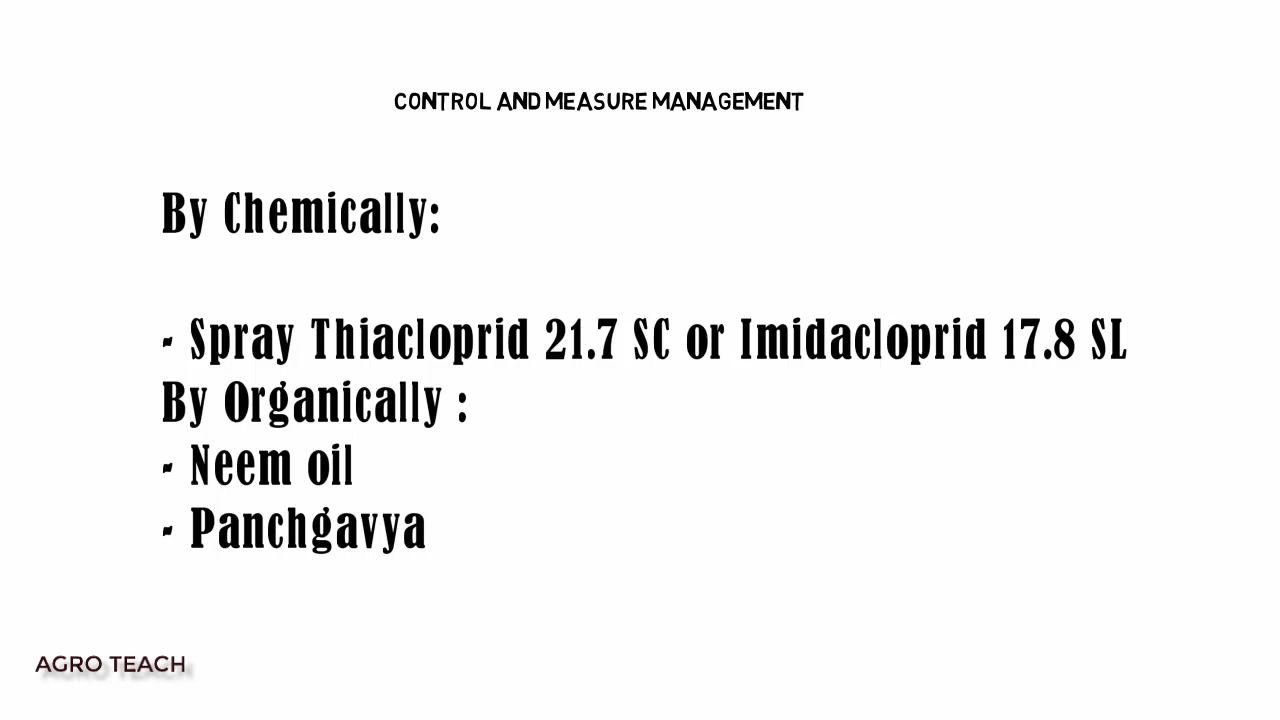 CONTROL AND MEASURE MANAGEMENT
By Chemically:
- Spray Thiacloprid 21.7 SC or Imidacloprid 17.8 SL
By Organically :
- Neem oil
- Panchgavya
AGRO TEACH